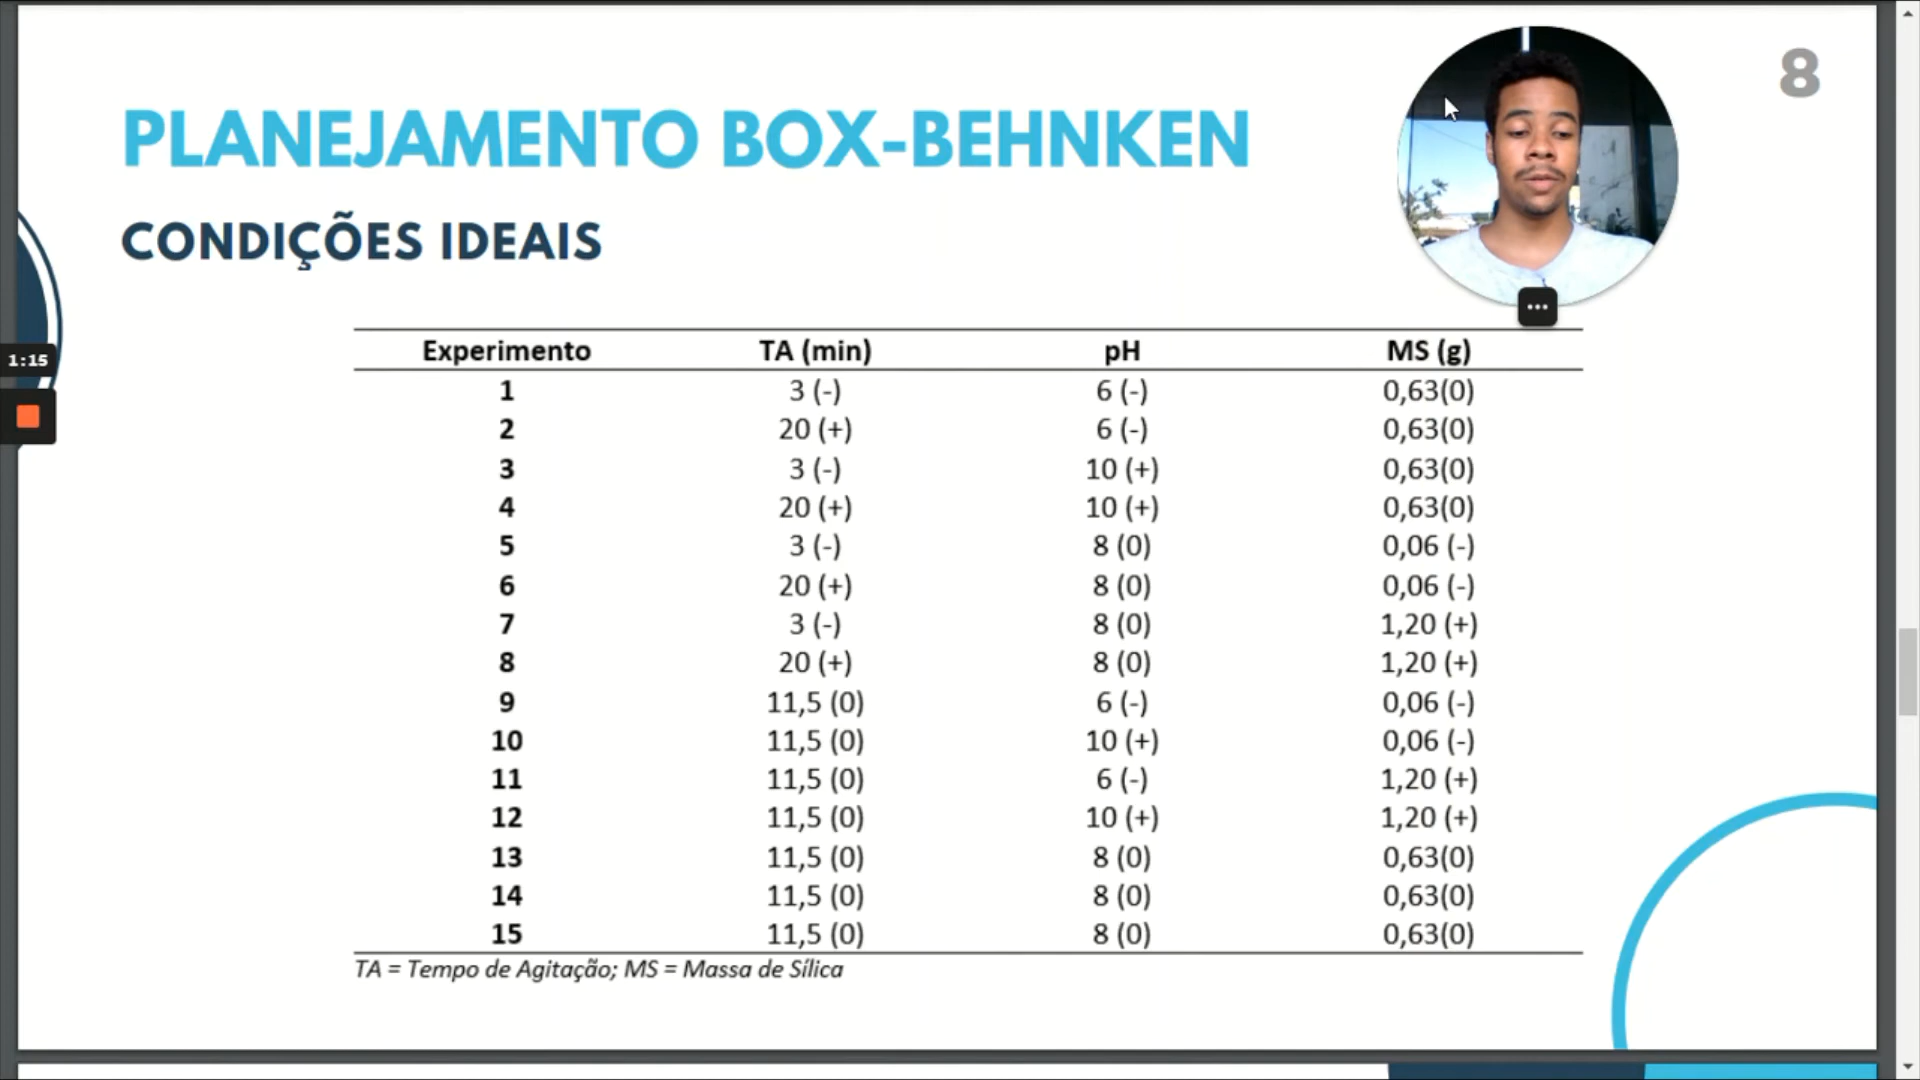 8
PLANEJAMENTO BOX-BEHNKEN
CONDIÇÕES IDEAIS
1:15
Experimento TA (min) pH MS (g)
1 3 (-) 6 (-) 0,63(0)
2 20 (+) 6 (-) 0,63(0)
3 3 (-) 10 (+) 0,63(0)
4 20 (+) 10 (+) 0,63(0)
5 3 (-) 8 (0) 0,06 (-)
6 20 (+) 8 (0) 0,06 (-)
7 3 (-) 8 (0) 1,20 (+)
8 20 (+) 8 (0) 1,20 (+)
9 11,5 (0) 6 (-) 0,06 (-)
10 11,5 (0) 10 (+) 0,06 (-)
11 11,5 (0) 6 (-) 1,20 (+)
12 11,5 (0) 10 (+) 1,20 (+)
13 11,5 (0) 8 (0) 0,63(0)
14 11,5 (0) 8 (0) 0,63(0)
15 11,5 (0) 8 (0) 0,63(0)
TA = Tempo de Agitação; MS = Massa de Sílica